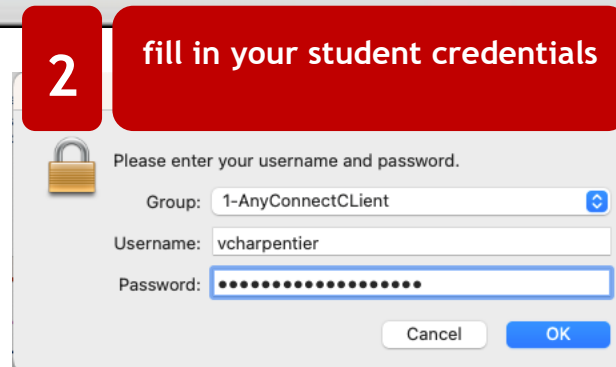 2
fill in your student credentials
Please enter your username and password.
Group: 1-AnyConnectCLient
Username: vcharpentier
Password: •••••••••••••••••••
Cancel OK